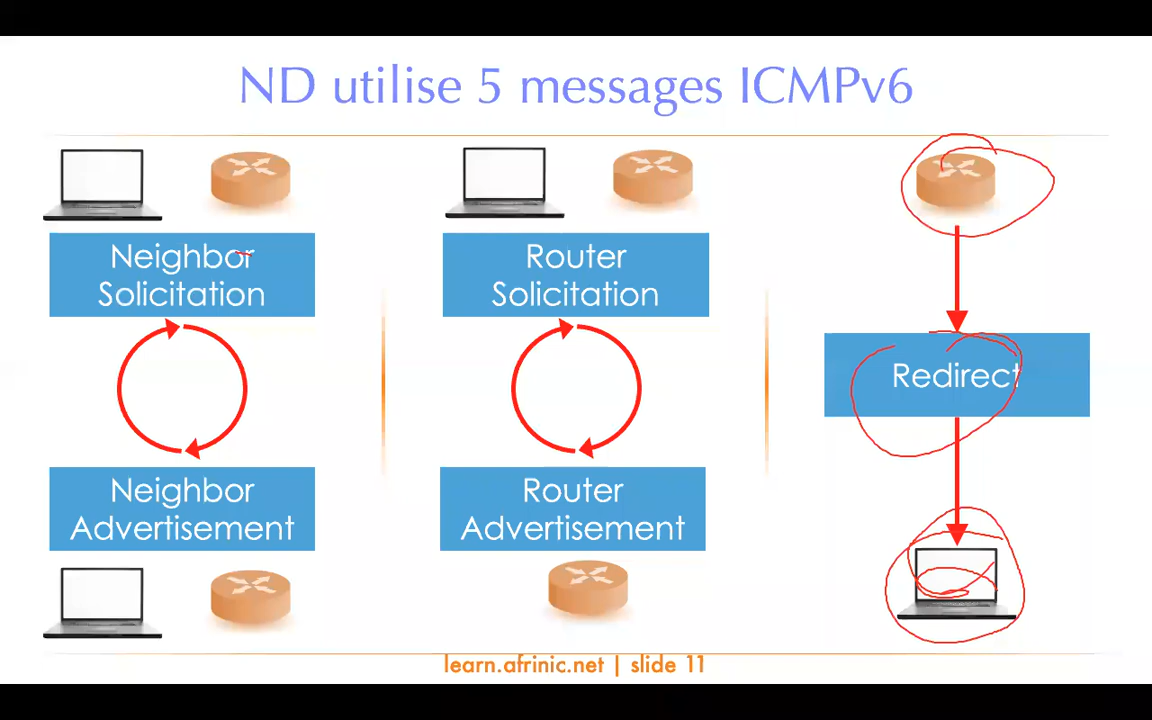 ND utilise 5 messages ICMPv6
Neighbor
Solicitation
Neighbor
Advertisement
Router
Solicitation
Router
Advertisement
Redirect
learn.afrinic.net | slide 11